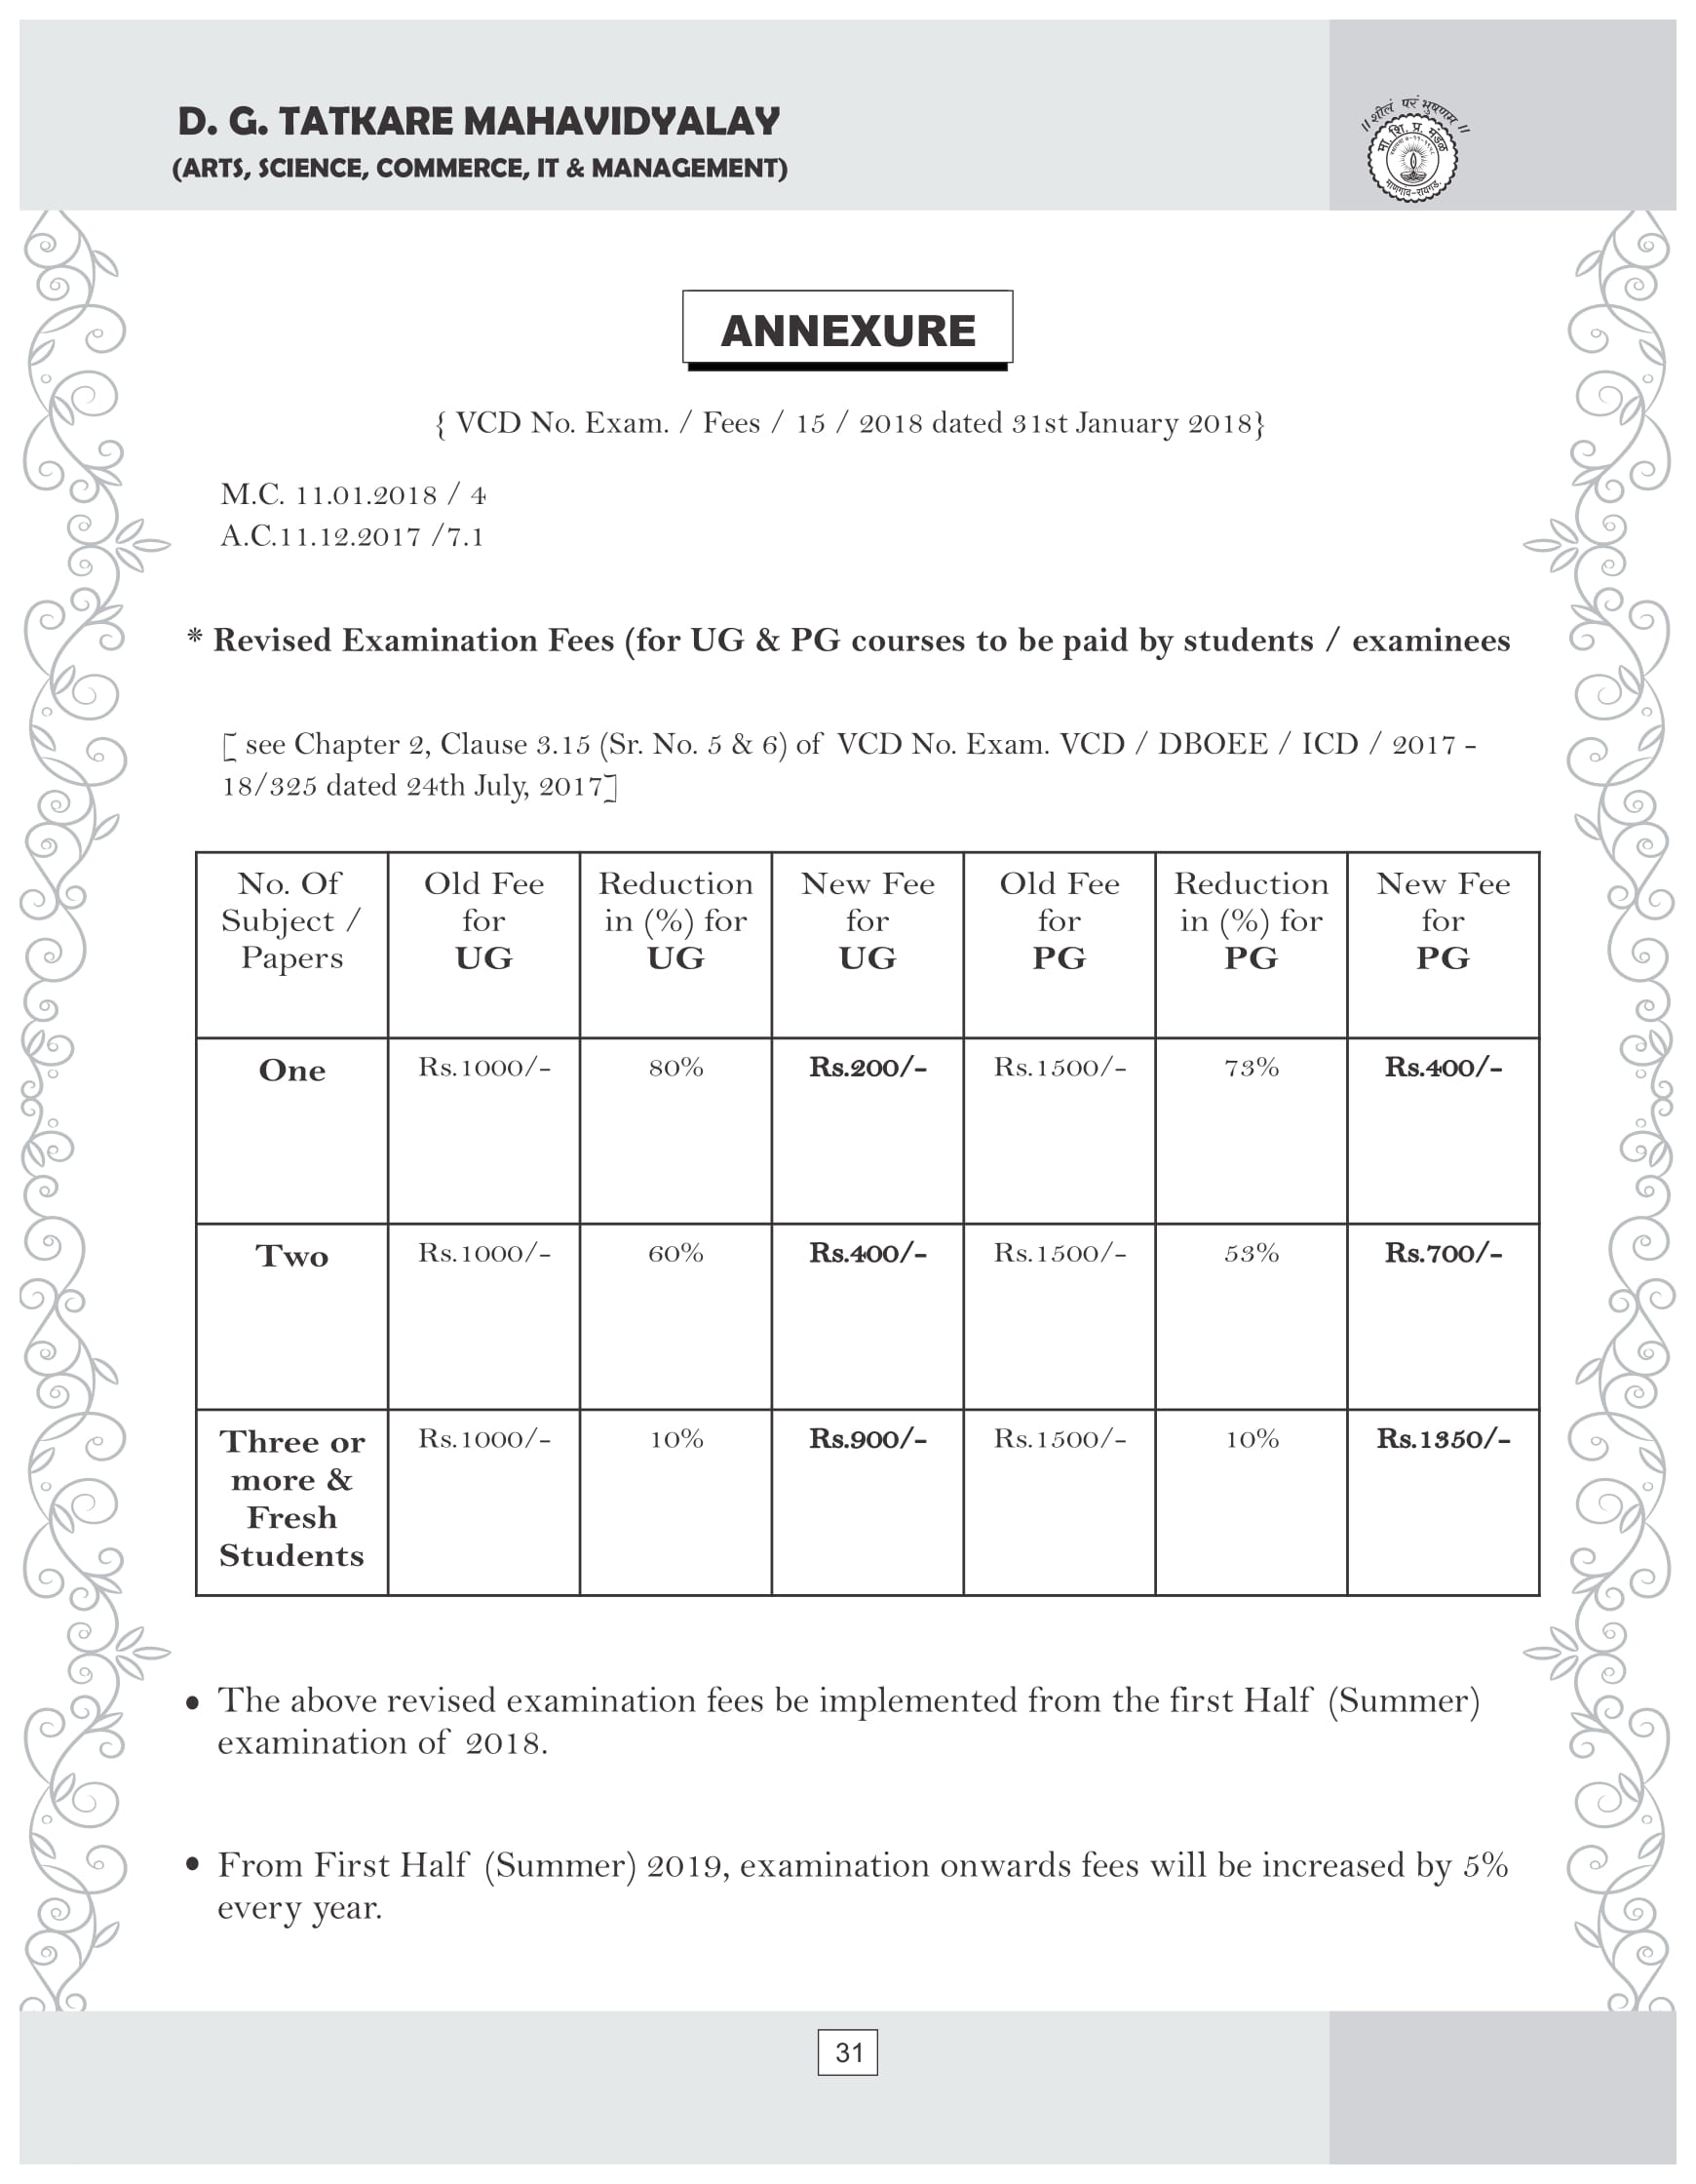 D. G. TATKARE MAHAVIDYALAY
(ARTS, SCIENCE, COMMERCE, IT & MANAGEMENT)
॥ शीलं परं भुषणम ॥
मा. शि. प्र. मंडळ
माणगाव-रायगड.
ANNEXURE
{ VCD No. Exam. / Fees / 15 / 2018 dated 31st January 2018}
M.C. 11.01.2018 / 4
A.C.11.12.2017 /7.1
* Revised Examination Fees (for UG & PG courses to be paid by students / examinees
[ see Chapter 2, Clause 3.15 (Sr. No. 5 & 6) of VCD No. Exam. VCD / DBOEE / ICD / 2017 -
18/325 dated 24th July, 2017]
No. Of Subject / Papers Old Fee for UG Reduction in (%) for UG New Fee for UG Old Fee for PG Reduction in (%) for PG New Fee for PG
One Rs.1000/- 80% Rs.200/- Rs.1500/- 73% Rs.400/-
Two Rs.1000/- 60% Rs.400/- Rs.1500/- 53% Rs.700/-
Three or more & Fresh Students Rs.1000/- 10% Rs.900/- Rs.1500/- 10% Rs.1350/-
• The above revised examination fees be implemented from the first Half (Summer)
examination of 2018.
• From First Half (Summer) 2019, examination onwards fees will be increased by 5%
every year.
31